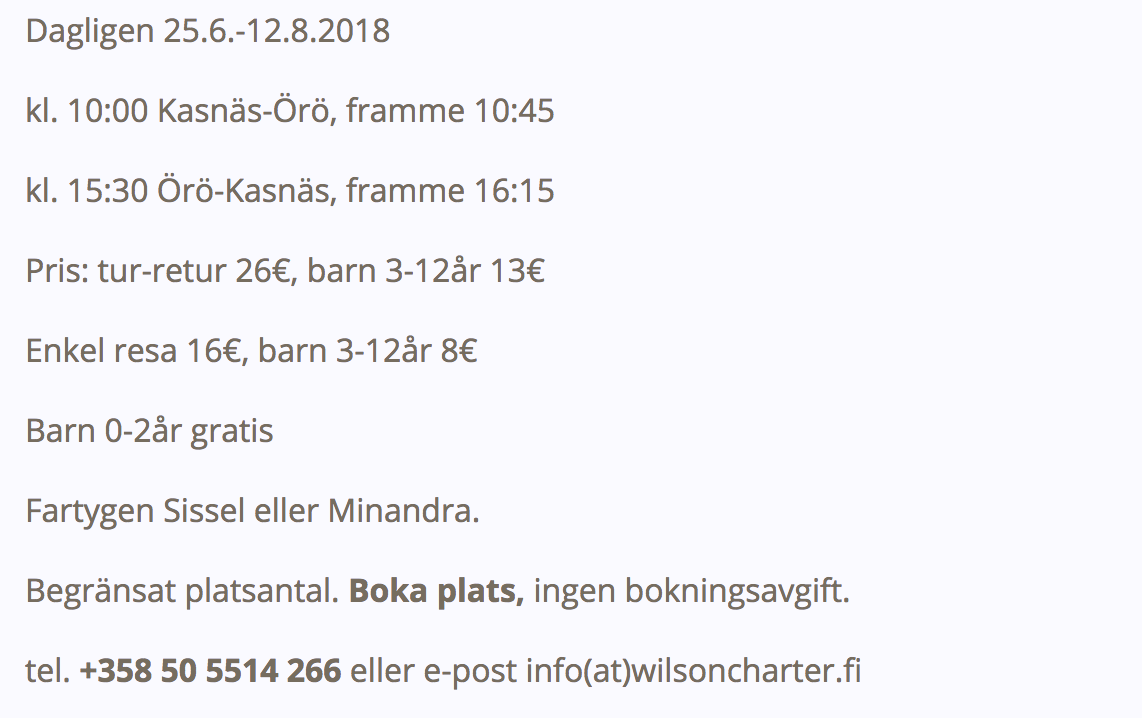 Dagligen 25.6.-12.8.2018
kl. 10:00 Kasnäs-Örö, framme 10:45
kl. 15:30 Örö-Kasnäs, framme 16:15
Pris: tur-retur 26€, barn 3-12år 13€
Enkel resa 16€, barn 3-12år 8€
Barn 0-2år gratis
Fartygen Sissel eller Minandra.
Begränsat platsantal. Boka plats, ingen bokningsavgift.
tel. +358 50 5514 266 eller e-post info(at)wilsoncharter.fi